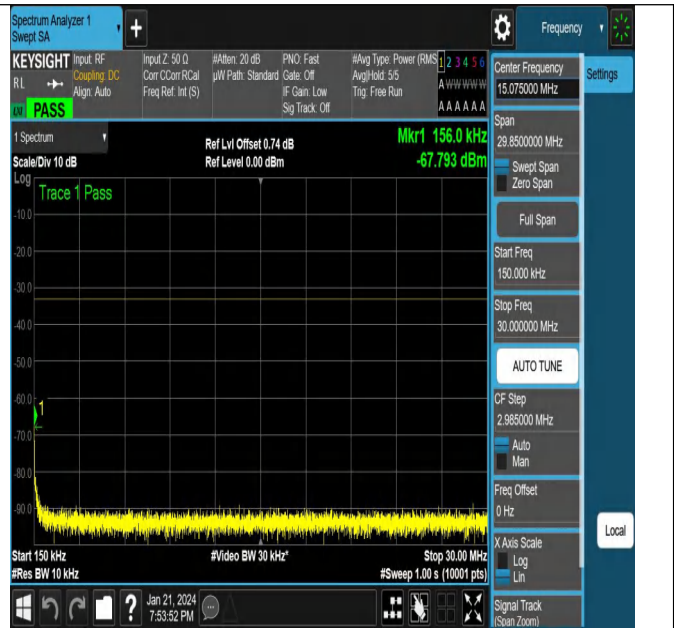 Spectrum Analyzer 1
Swept SA
+
Frequency
KEYSIGHT
RL
LXI
PASS
Input: RF
Coupling: DC
Align: Auto
Input Z: 50 Ω
Corr CCorr RCal
Freq Ref: Int (S)
#Atten: 20 dB
µW Path: Standard
PNO: Fast
Gate: Off
IF Gain: Low
Sig Track: Off
#Avg Type: Power (RMS
Avg|Hold: 5/5
Trig: Free Run
1 2 3 4 5 6
A W W W W W
A A A A A A
1 Spectrum
Scale/Div 10 dB
Ref Lvl Offset 0.74 dB
Ref Level 0.00 dBm
Mkr1 156.0 kHz
-67.793 dBm
Log
Trace 1 Pass
-10.0
-20.0
-30.0
-40.0
-50.0
-60.0
1
-70.0
-80.0
-90.0
Start 150 kHz
#Video BW 30 kHz*
Stop 30.00 MHz
#Res BW 10 kHz
#Sweep 1.00 s (10001 pts)
Jan 21, 2024
7:53:52 PM
?
Settings
Center Frequency
15.075000 MHz
Span
29.8500000 MHz
Swept Span
Zero Span
Full Span
Start Freq
150.000 kHz
Stop Freq
30.000000 MHz
AUTO TUNE
CF Step
2.985000 MHz
Auto
Man
Freq Offset
0 Hz
X Axis Scale
Log
Lin
Signal Track
(Span Zoom)
Local